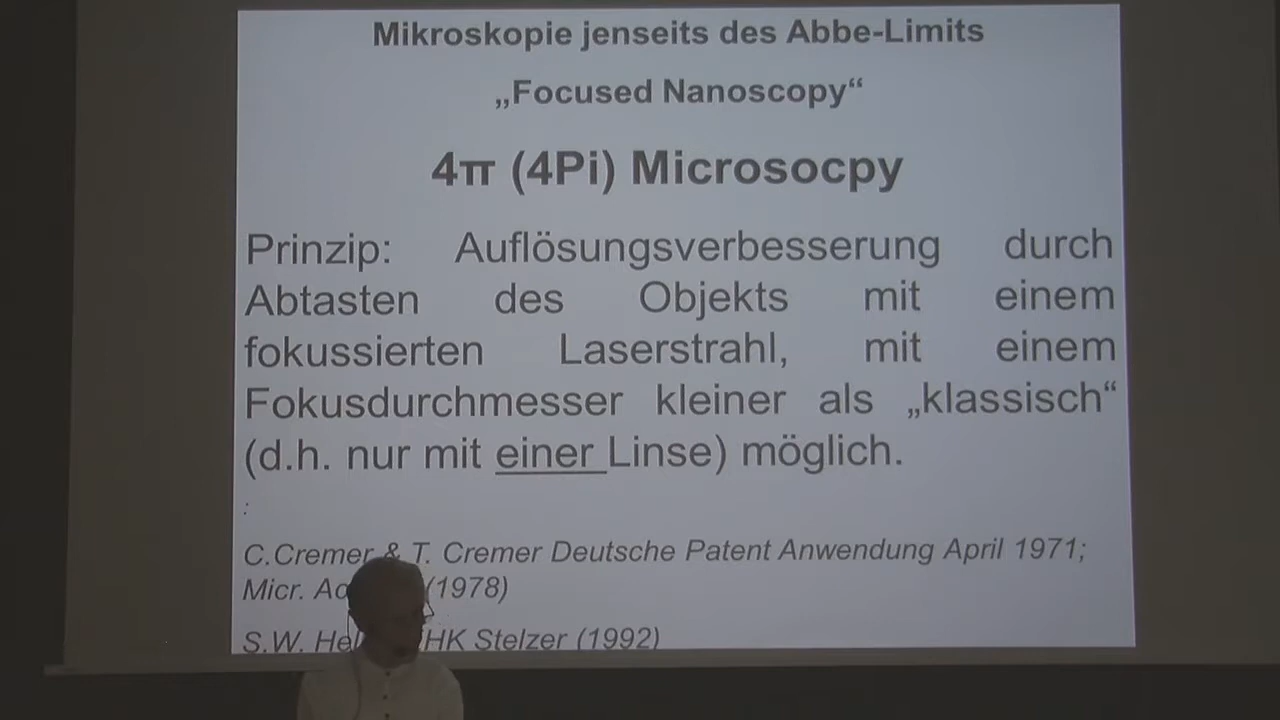 Mikroskopie jenseits des Abbe-Limits
„Focused Nanoscopy“
4π (4Pi) Microsocpy
Prinzip: Auflösungsverbesserung durch
Abtasten des Objekts mit einem
fokussierten Laserstrahl, mit einem
Fokusdurchmesser kleiner als „klassisch“
(d.h. nur mit einer Linse) möglich.
:
C.Cremer & T. Cremer Deutsche Patent Anwendung April 1971;
Micr. (1978)
S.W. HK Stelzer (1992)